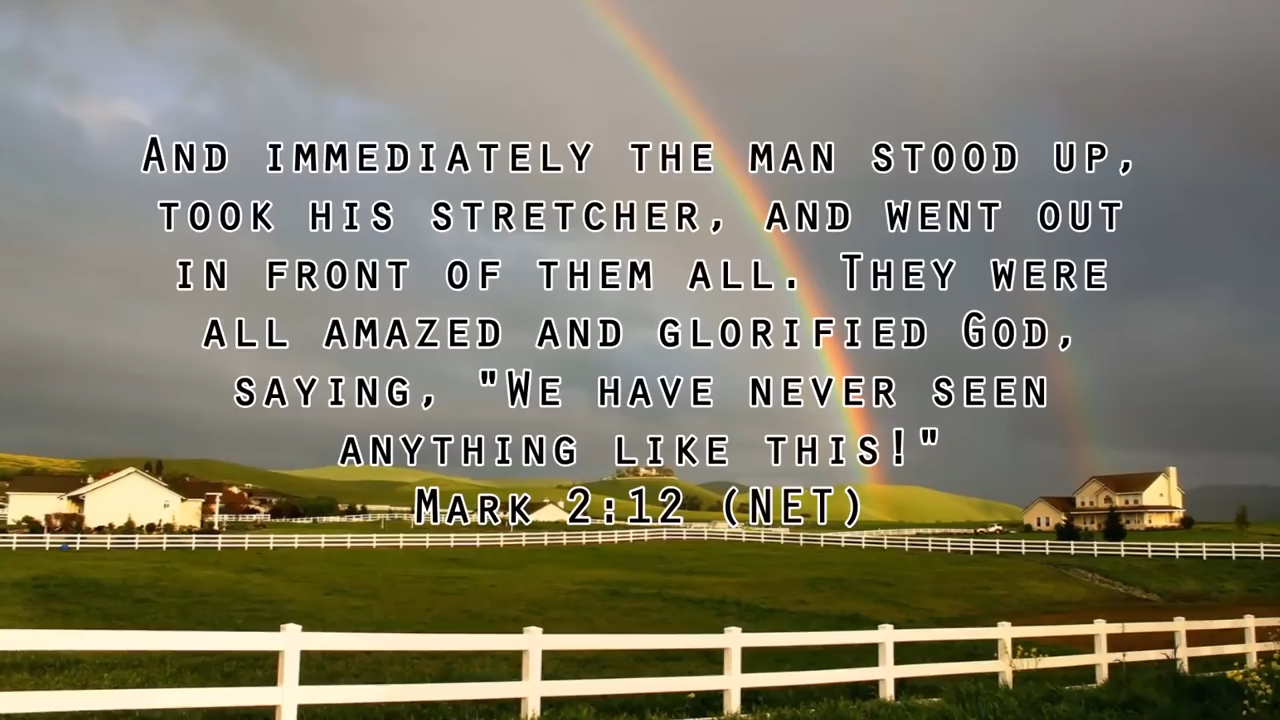 And immediately the man stood up,
took his stretcher, and went out
in front of them all. They were
all amazed and glorified God,
saying, "We have never seen
anything like this!"
Mark 2:12 (NET)